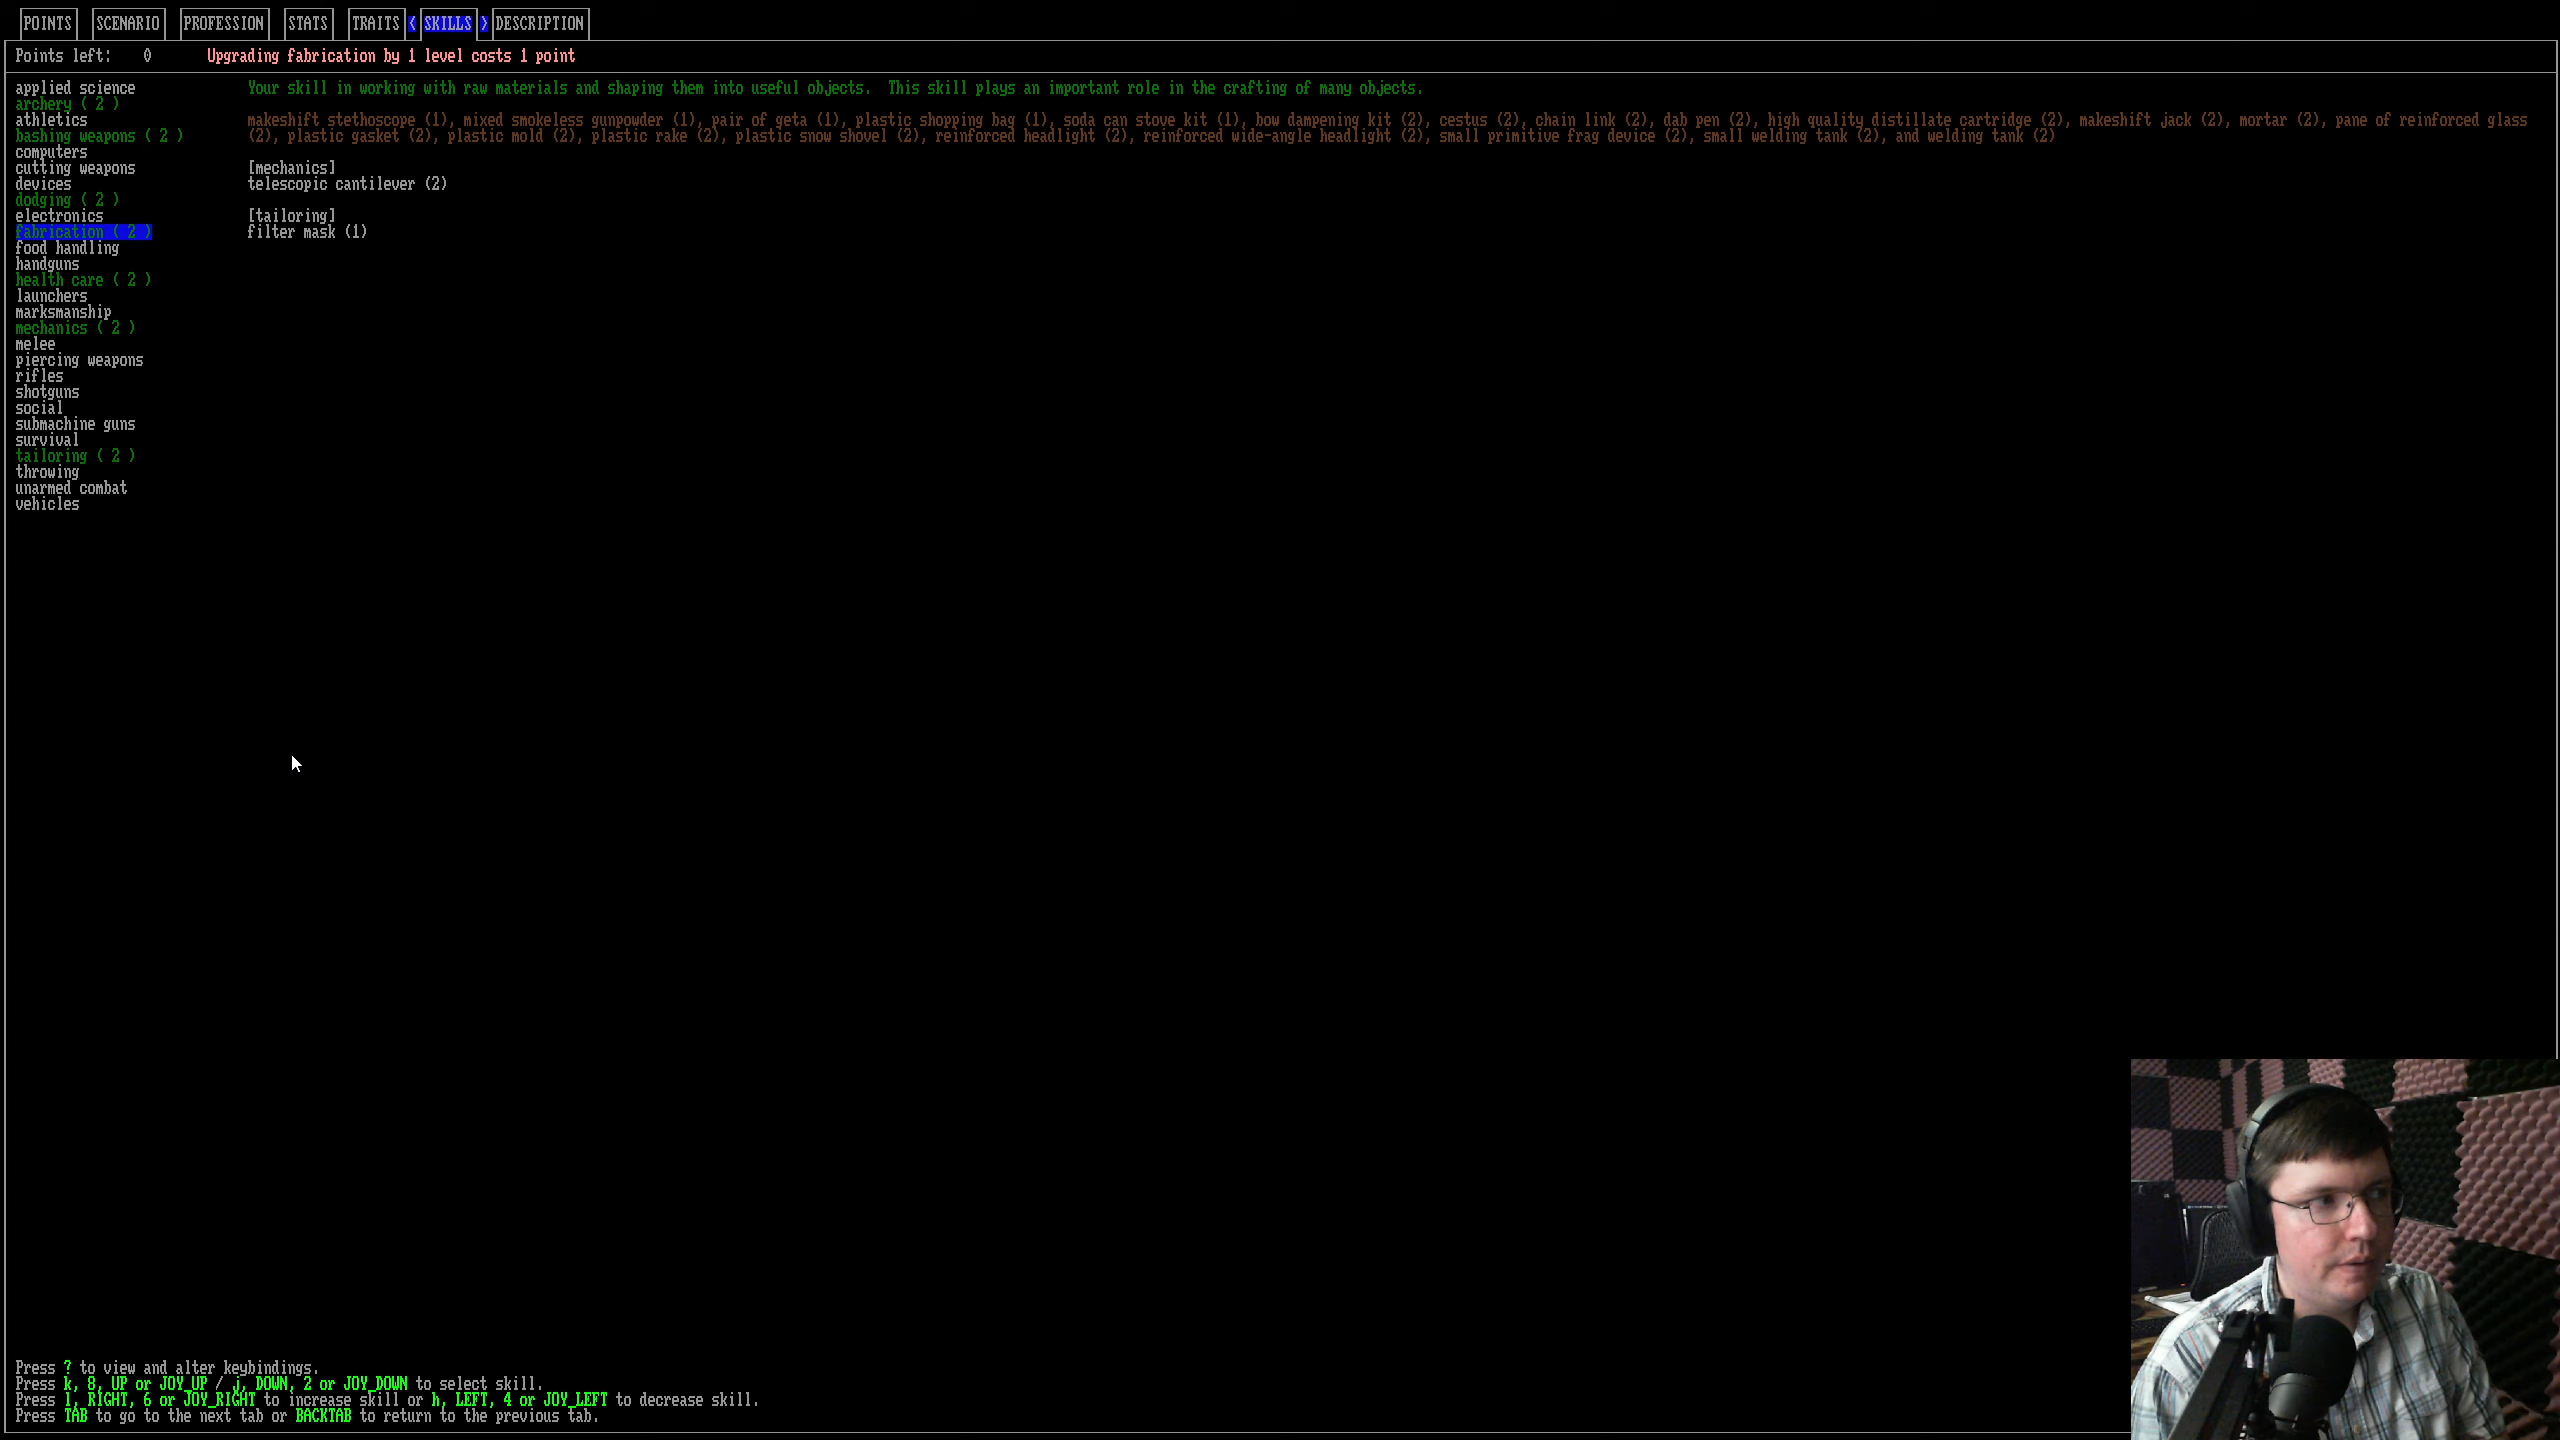 POINTS SCENARIO PROFESSION STATS TRAITS < SKILLS > DESCRIPTION
Points left: 0 Upgrading fabrication by 1 level costs 1 point
applied science Your skill in working with raw materials and shaping them into useful objects. This skill plays an important role in the crafting of many objects.
archery ( 2 )
athletics makeshift stethoscope (1), mixed smokeless gunpowder (1), pair of geta (1), plastic shopping bag (1), soda can stove kit (1), bow dampening kit (2), cestus (2), chain link (2), dab pen (2), high quality distillate cartridge (2), makeshift jack (2), mortar (2), pane of reinforced glass
bashing weapons ( 2 ) (2), plastic gasket (2), plastic mold (2), plastic rake (2), plastic snow shovel (2), reinforced headlight (2), reinforced wide-angle headlight (2), small primitive frag device (2), small welding tank (2), and welding tank (2)
computers
cutting weapons [mechanics]
devices telescopic cantilever (2)
dodging ( 2 )
electronics [tailoring]
fabrication ( 2 ) filter mask (1)
food handling
handguns
health care ( 2 )
launchers
marksmanship
mechanics ( 2 )
melee
piercing weapons
rifles
shotguns
social
submachine guns
survival
tailoring ( 2 )
throwing
unarmed combat
vehicles
Press ? to view and alter keybindings.
Press k, 8, UP or JOY_UP / j, DOWN, 2 or JOY_DOWN to select skill.
Press l, RIGHT, 6 or JOY_RIGHT to increase skill or h, LEFT, 4 or JOY_LEFT to decrease skill.
Press TAB to go to the next tab or BACKTAB to return to the previous tab.